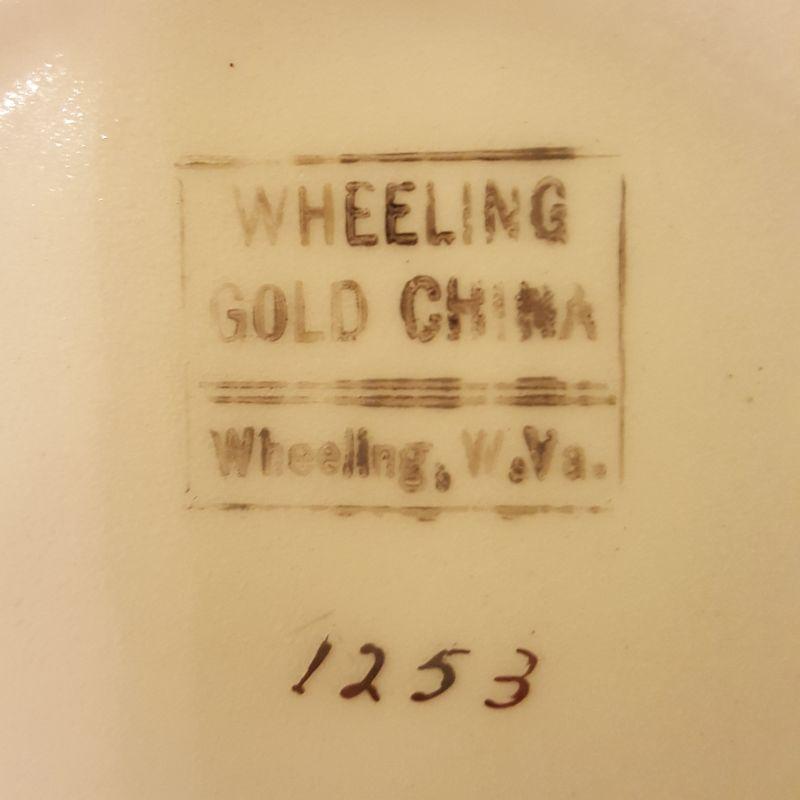 WHEELING
GOLD CHINA
Wheeling, W.Va.
1253